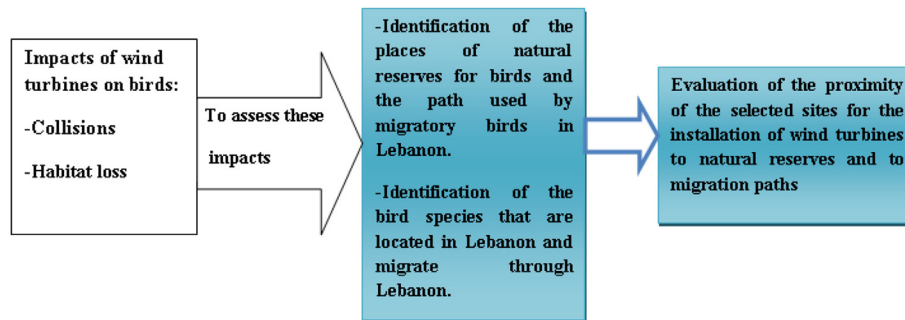 Impacts of wind
turbines on birds:
-Collisions
-Habitat loss
To assess these
impacts
-Identification of the
places of natural
reserves for birds and
the path used by
migratory birds in
Lebanon.
-Identification of the
bird species that are
located in Lebanon and
migrate through
Lebanon.
Evaluation of the proximity
of the selected sites for the
installation of wind turbines
to natural reserves and to
migration paths